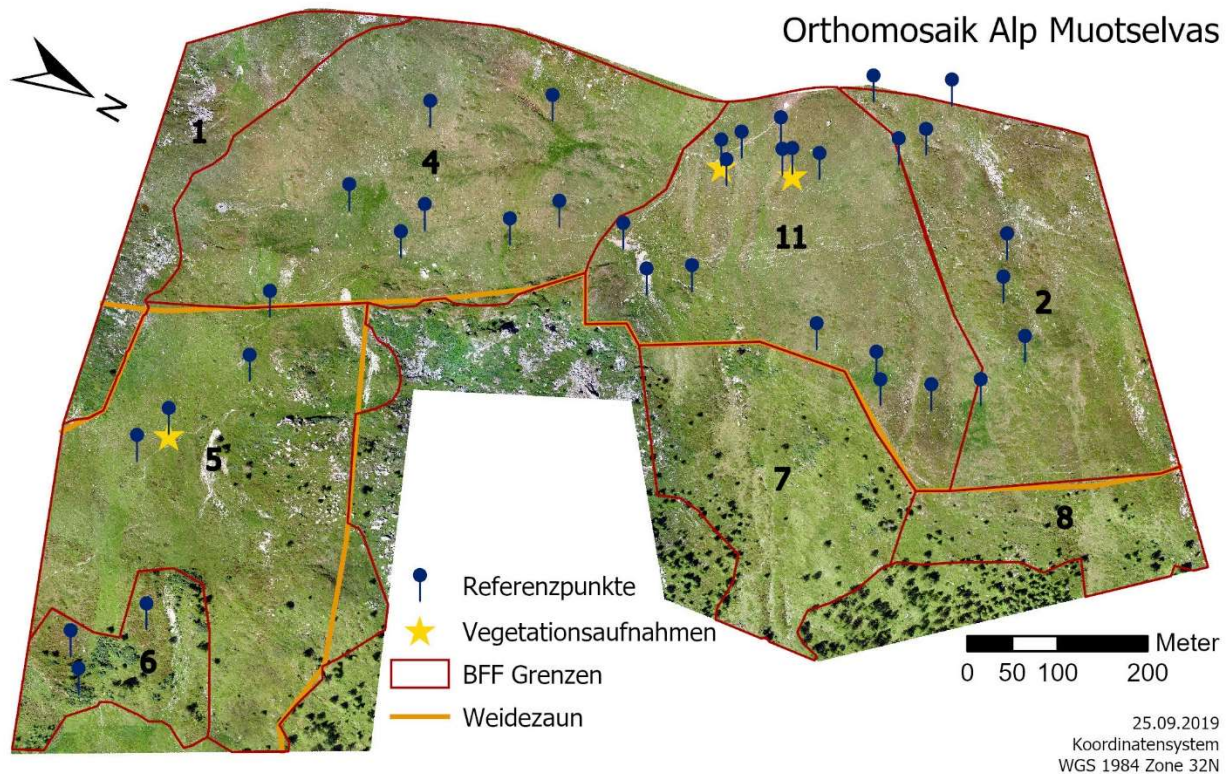 Orthomosaik Alp Muotselvas
N
1
4
11
2
5
7
8
6
Referenzpunkte
Vegetationsaufnahmen
BFF Grenzen
Weidezaun
Meter
0 50 100 200
25.09.2019
Koordinatensystem
WGS 1984 Zone 32N